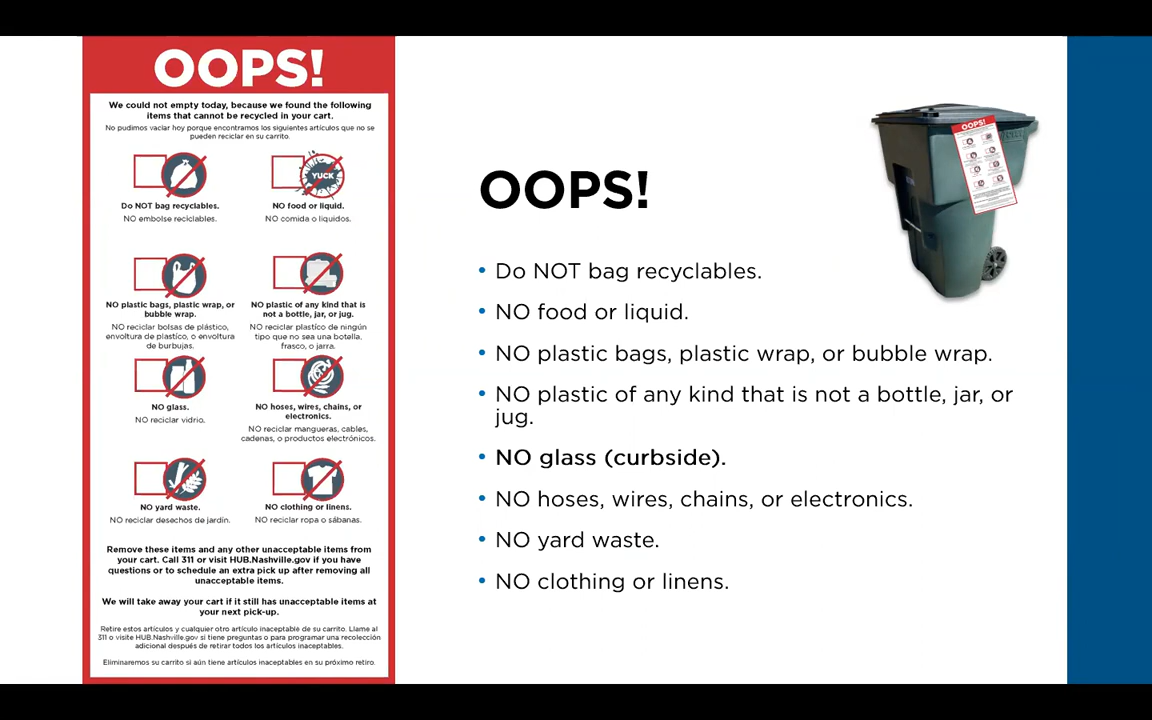 OOPS!
We could not empty today, because we found the following
items that cannot be recycled in your cart.
No pudimos vaciar hoy porque encontramos los siguientes artículos que no se
pueden reciclar en su carrito.
YUCK
Do NOT bag recyclables.
NO embolse reciclables.
NO food or liquid.
NO comida o líquidos.
NO plastic bags, plastic wrap, or
bubble wrap.
NO reciclar bolsas de plástico,
envoltura de plastíco, o envoltura
de burbujas.
NO plastic of any kind that is
not a bottle, jar, or jug.
NO reciclar plastíco de ningún
tipo que no sea una botella,
frasco, o jarra.
NO glass.
NO reciclar vidrio.
NO hoses, wires, chains, or
electronics.
NO reciclar mangueras, cables,
cadenas, o productos electrónicos.
NO yard waste.
NO reciclar desechos de jardín.
NO clothing or linens.
NO reciclar ropa o sábanas.
Remove these items and any other unacceptable items from
your cart. Call 311 or visit HUB.Nashville.gov if you have
questions or to schedule an extra pick up after removing all
unacceptable items.
We will take away your cart if it still has unacceptable items at
your next pick-up.
Retire estos artículos y cualquier otro artículo inaceptable de su carrito. Llame al
311 o visite HUB.Nashville.gov si tiene preguntas o para programar una recolección
adicional después de retirar todos los artículos inaceptables.
Eliminaremos su carrito si aún tiene artículos inaceptables en su próximo retiro.
OOPS!
• Do NOT bag recyclables.
• NO food or liquid.
• NO plastic bags, plastic wrap, or bubble wrap.
• NO plastic of any kind that is not a bottle, jar, or
jug.
• NO glass (curbside).
• NO hoses, wires, chains, or electronics.
• NO yard waste.
• NO clothing or linens.
OOPS!